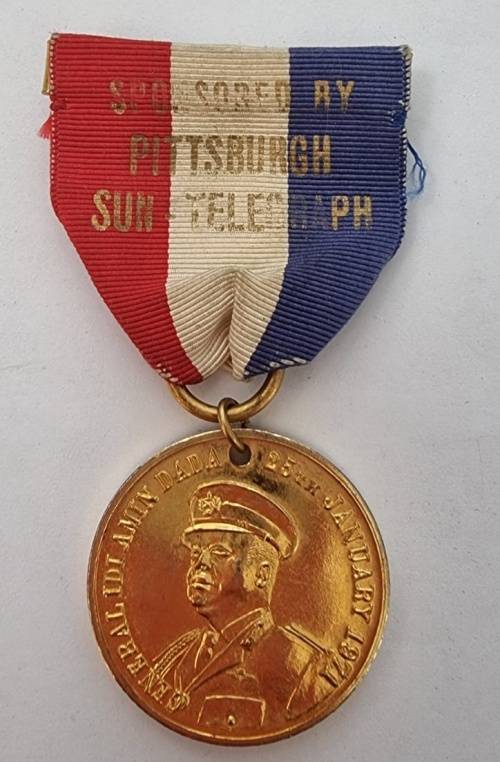 SPONSORED BY
PITTSBURGH
SUN-TELEGRAPH
GENERAL IDI AMIN DADA 25TH JANUARY 1971